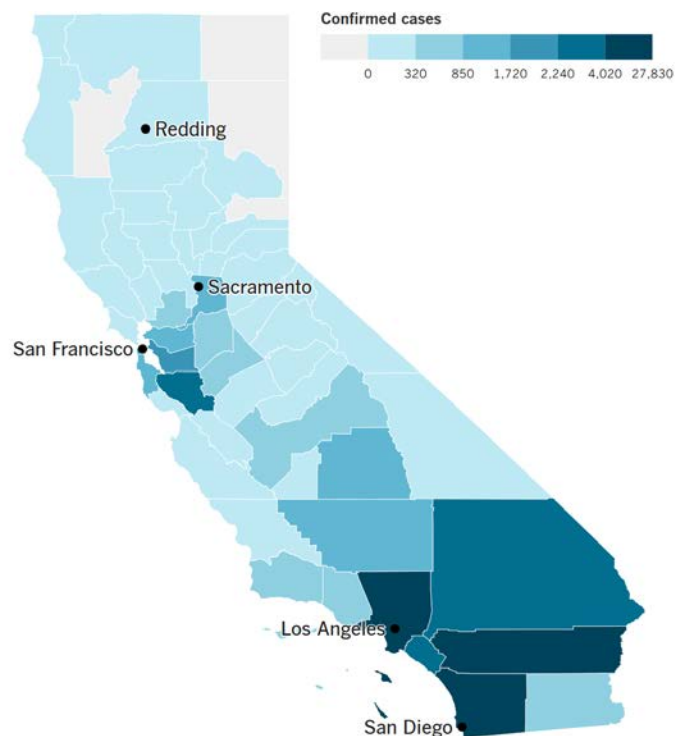 Confirmed cases
0 320 850 1,720 2,240 4,020 27,830
Redding
Sacramento
San Francisco
Los Angeles
San Diego